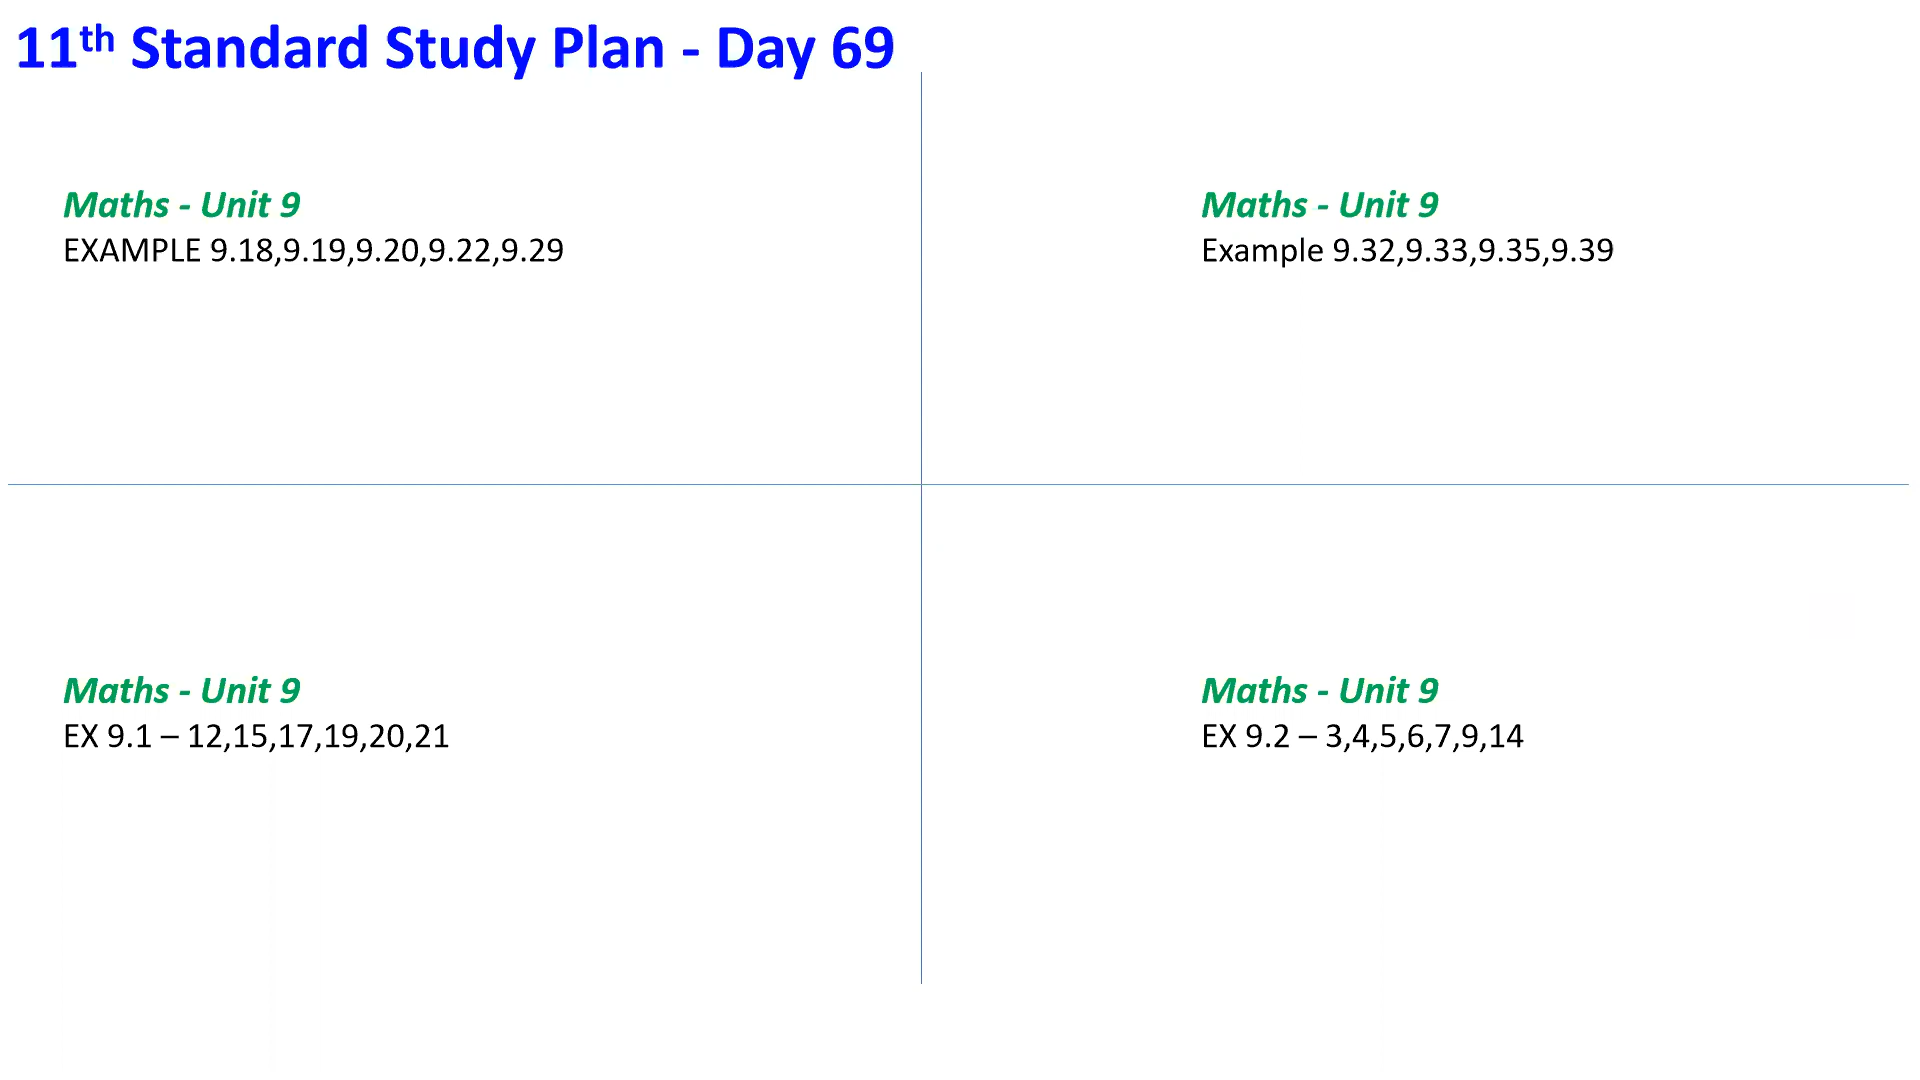 11th Standard Study Plan - Day 69
Maths - Unit 9
EXAMPLE 9.18,9.19,9.20,9.22,9.29
Maths - Unit 9
Example 9.32,9.33,9.35,9.39
Maths - Unit 9
EX 9.1 – 12,15,17,19,20,21
Maths - Unit 9
EX 9.2 – 3,4,5,6,7,9,14